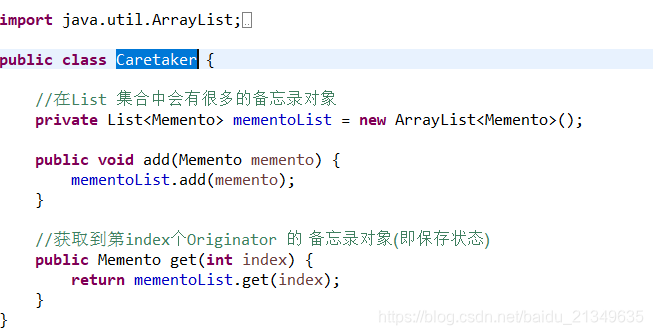 import java.util.ArrayList;
public class Caretaker {
//在List 集合中会有很多的备忘录对象
private List<Memento> mementoList = new ArrayList<Memento>();
public void add(Memento memento) {
mementoList.add(memento);
}
//获取到第index个Originator 的 备忘录对象(即保存状态)
public Memento get(int index) {
return mementoList.get(index);
}
}
https://blog.csdn.net/baidu_21349635